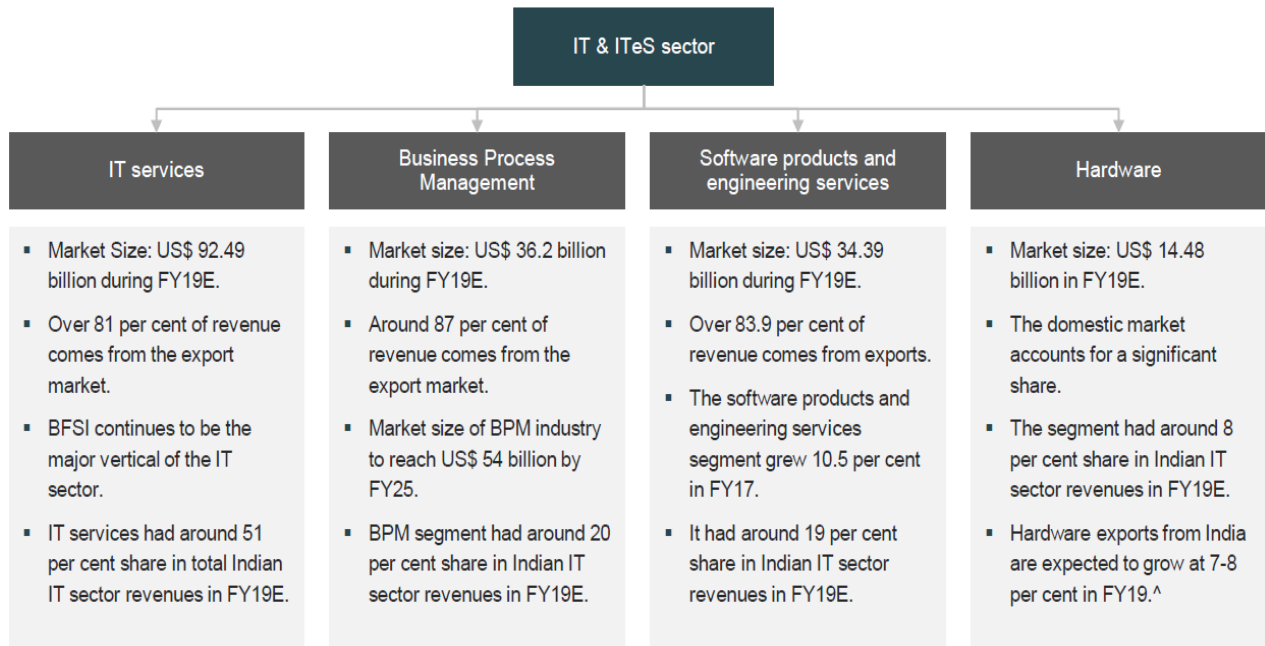 IT & ITeS sector
IT services
▪ Market Size: US$ 92.49
billion during FY19E.
▪ Over 81 per cent of revenue
comes from the export
market.
▪ BFSI continues to be the
major vertical of the IT
sector.
▪ IT services had around 51
per cent share in total Indian
IT sector revenues in FY19E.
Business Process
Management
▪ Market size: US$ 36.2 billion
during FY19E.
▪ Around 87 per cent of
revenue comes from the
export market.
▪ Market size of BPM industry
to reach US$ 54 billion by
FY25.
▪ BPM segment had around 20
per cent share in Indian IT
sector revenues in FY19E.
Software products and
engineering services
▪ Market size: US$ 34.39
billion during FY19E.
▪ Over 83.9 per cent of
revenue comes from exports.
▪ The software products and
engineering services
segment grew 10.5 per cent
in FY17.
▪ It had around 19 per cent
share in Indian IT sector
revenues in FY19E.
Hardware
▪ Market size: US$ 14.48
billion in FY19E.
▪ The domestic market
accounts for a significant
share.
▪ The segment had around 8
per cent share in Indian IT
sector revenues in FY19E.
▪ Hardware exports from India
are expected to grow at 7-8
per cent in FY19.^